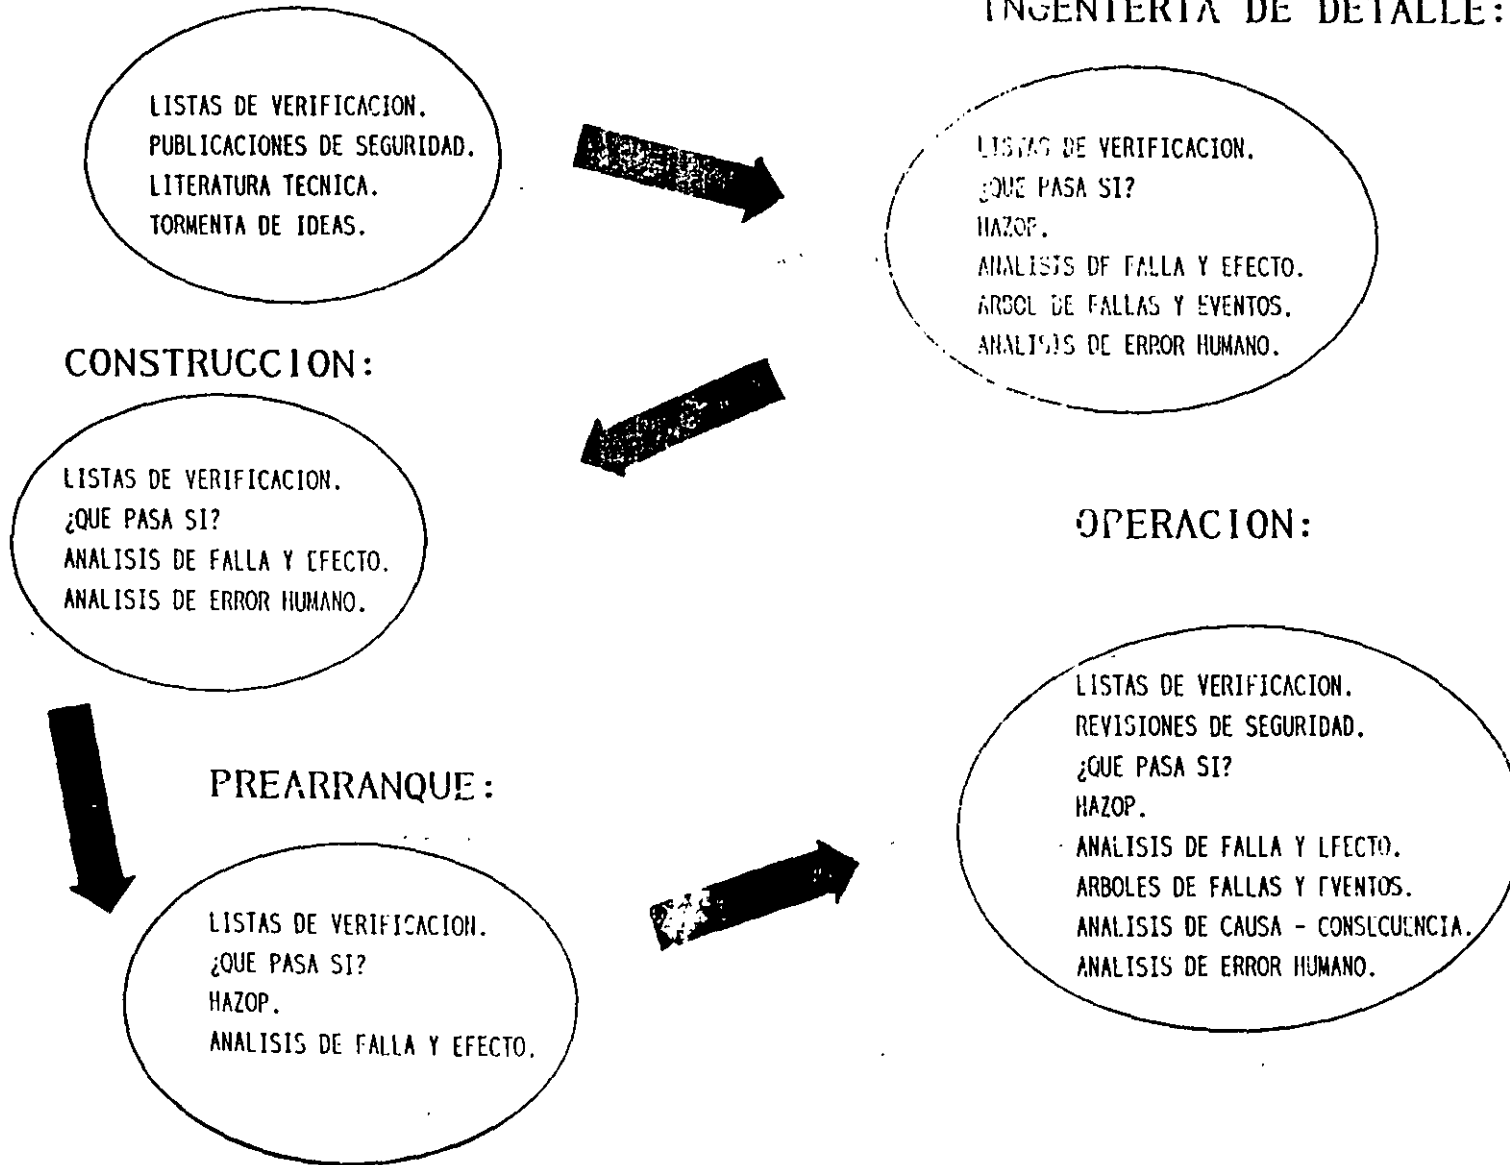 LISTAS DE VERIFICACION.
PUBLICACIONES DE SEGURIDAD.
LITERATURA TECNICA.
TORMENTA DE IDEAS.
INGENIERIA DE DETALLE:
LISTAS DE VERIFICACION.
¿QUE PASA SI?
HAZOP.
ANALISIS DE FALLA Y EFECTO.
ARBOL DE FALLAS Y EVENTOS.
ANALISIS DE ERROR HUMANO.
CONSTRUCCION:
LISTAS DE VERIFICACION.
¿QUE PASA SI?
ANALISIS DE FALLA Y EFECTO.
ANALISIS DE ERROR HUMANO.
PREARRANQUE:
LISTAS DE VERIFICACION.
¿QUE PASA SI?
HAZOP.
ANALISIS DE FALLA Y EFECTO.
OPERACION:
LISTAS DE VERIFICACION.
REVISIONES DE SEGURIDAD.
¿QUE PASA SI?
HAZOP.
ANALISIS DE FALLA Y EFECTO.
ARBOLES DE FALLAS Y EVENTOS.
ANALISIS DE CAUSA - CONSECUENCIA.
ANALISIS DE ERROR HUMANO.